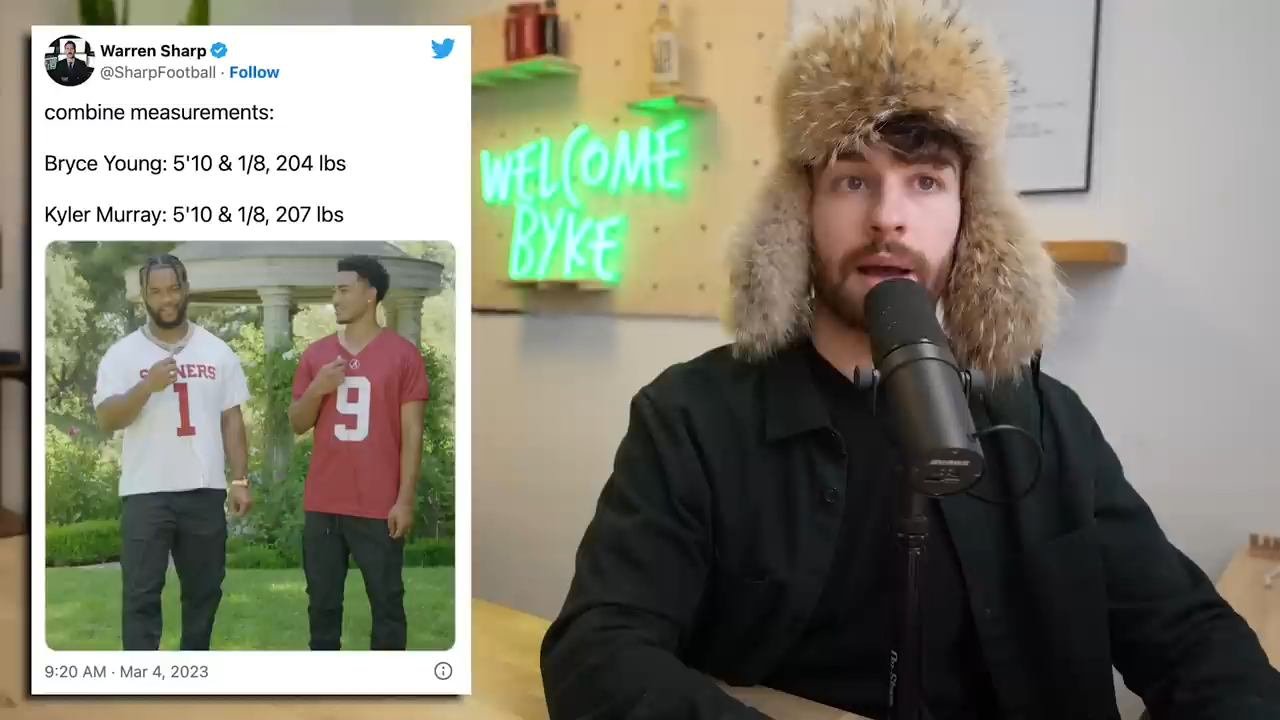 Warren Sharp
@SharpFootball · Follow
combine measurements:
Bryce Young: 5'10 & 1/8, 204 lbs
Kyler Murray: 5'10 & 1/8, 207 lbs
1
9
9:20 AM · Mar 4, 2023
WELCOME
BYKE